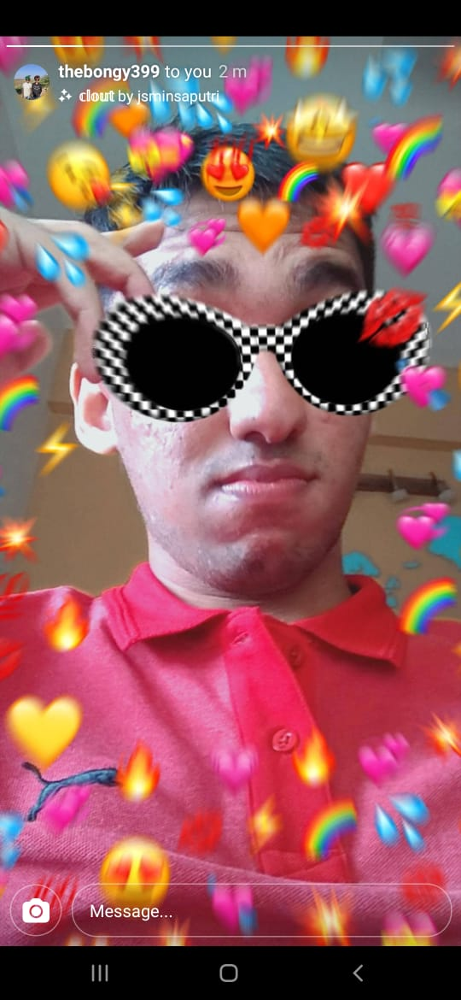 thebongy399 to you 2 m
𝕔𝕝𝕠𝕦𝕥 by jsminsaputri
Message...